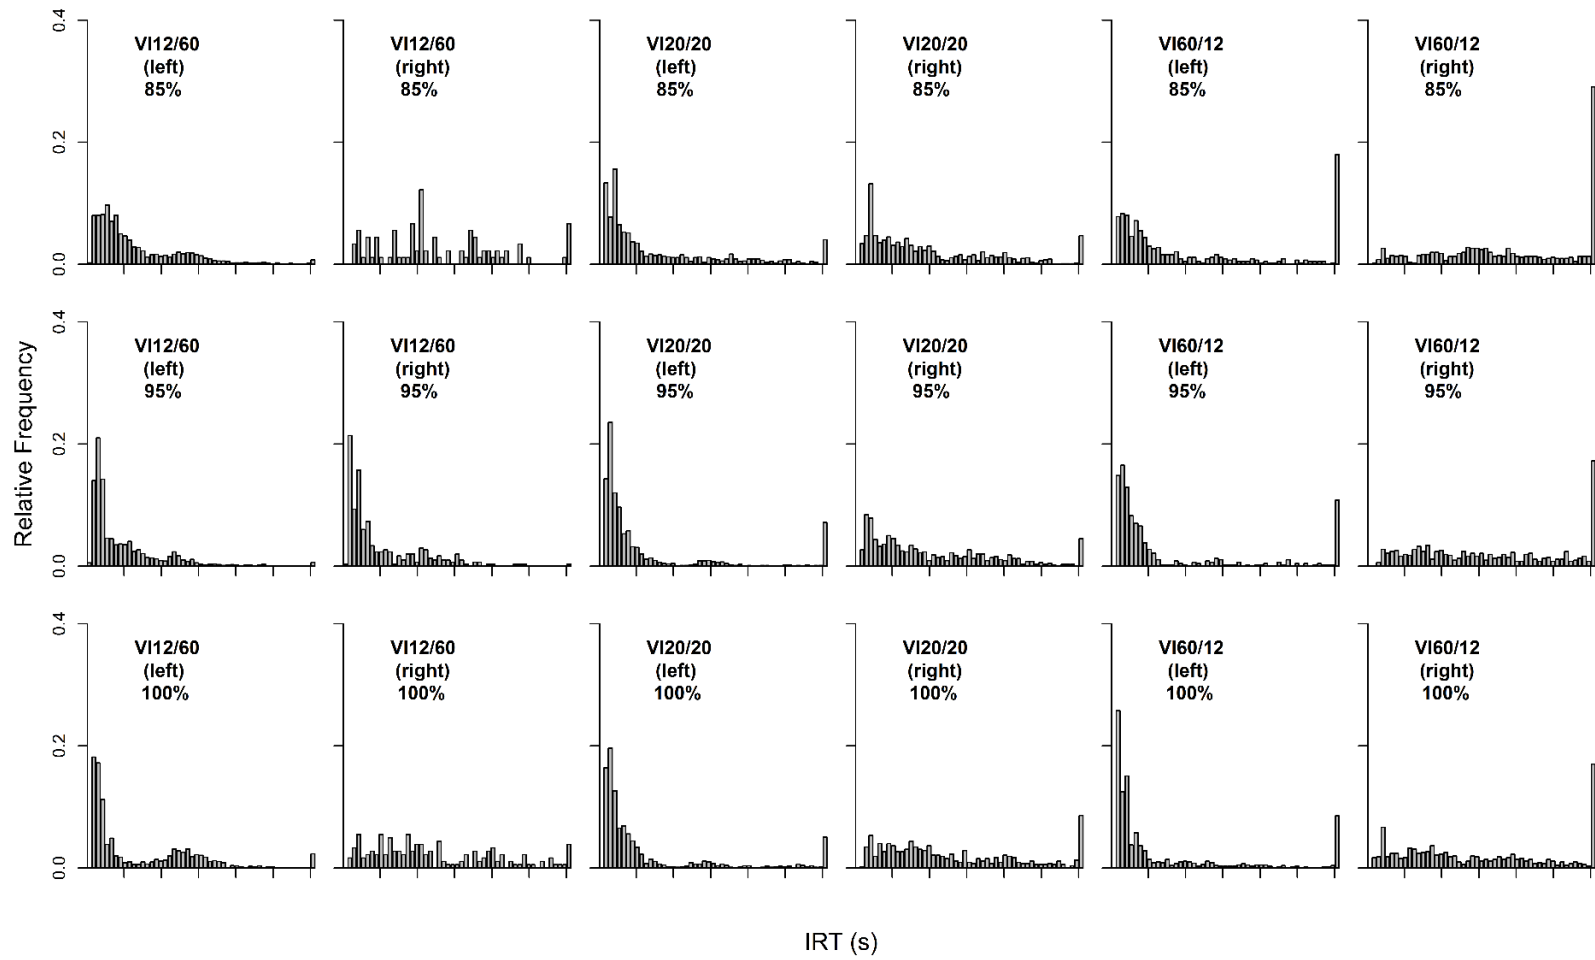 0.4
VI12/60
(left)
85%
VI12/60
(right)
85%
VI20/20
(left)
85%
VI20/20
(right)
85%
VI60/12
(left)
85%
VI60/12
(right)
85%
0.2
0.0
0.4
VI12/60
(left)
95%
VI12/60
(right)
95%
VI20/20
(left)
95%
VI20/20
(right)
95%
VI60/12
(left)
95%
VI60/12
(right)
95%
0.2
0.0
Relative Frequency
0.4
VI12/60
(left)
100%
VI12/60
(right)
100%
VI20/20
(left)
100%
VI20/20
(right)
100%
VI60/12
(left)
100%
VI60/12
(right)
100%
0.2
0.0
IRT (s)